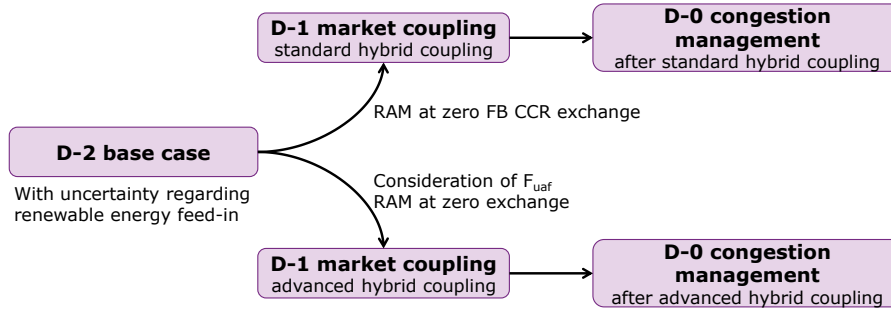 D-1 market coupling
standard hybrid coupling
D-0 congestion
management
after standard hybrid coupling
RAM at zero FB CCR exchange
D-2 base case
With uncertainty regarding
renewable energy feed-in
Consideration of F_uaf
RAM at zero exchange
D-1 market coupling
advanced hybrid coupling
D-0 congestion
management
after advanced hybrid coupling